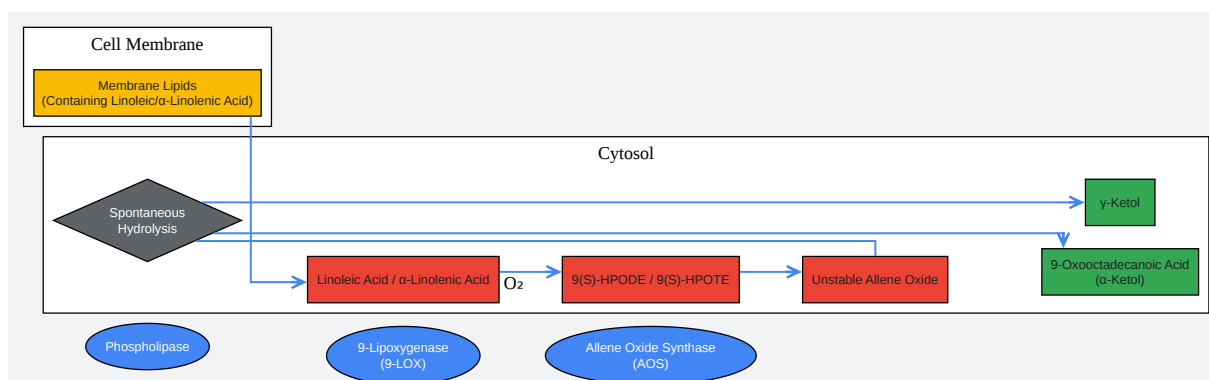 Cell Membrane
Membrane Lipids
(Containing Linoleic/α-Linolenic Acid)
Cytosol
Spontaneous
Hydrolysis
γ-Ketol
9-Oxooctadecanoic Acid
(α-Ketol)
Linoleic Acid / α-Linolenic Acid
O₂
9(S)-HPODE / 9(S)-HPOTE
Unstable Allene Oxide
Phospholipase
9-Lipoxygenase
(9-LOX)
Allene Oxide Synthase
(AOS)